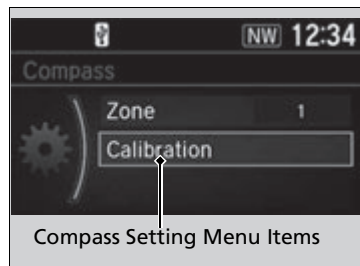 NW 12:34
Compass
Zone 1
Calibration
Compass Setting Menu Items